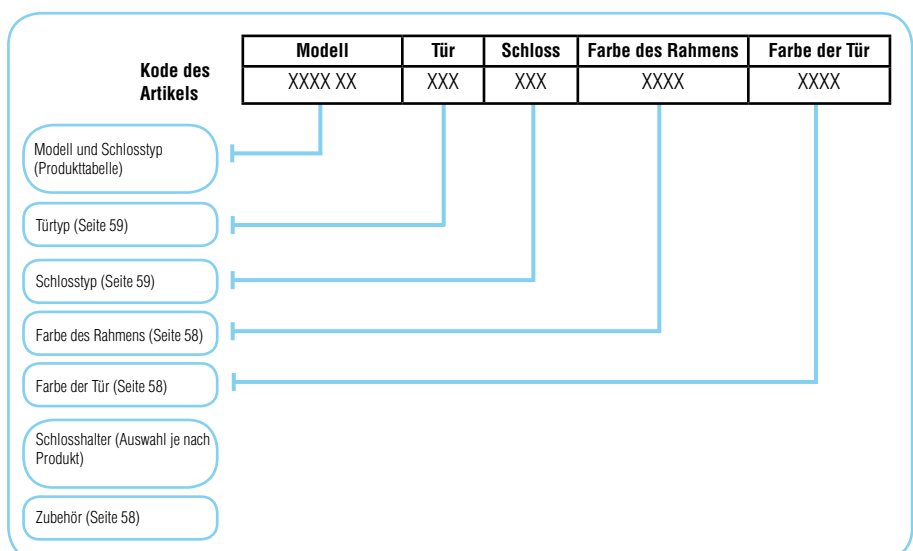 Modell Tür Schloss Farbe des Rahmens Farbe der Tür
Kode des
Artikels
XXXX XX XXX XXX XXXX XXXX
Modell und Schlosstyp
(Produkttabelle)
Türtyp (Seite 59)
Schlosstyp (Seite 59)
Farbe des Rahmens (Seite 58)
Farbe der Tür (Seite 58)
Schlosshalter (Auswahl je nach
Produkt)
Zubehör (Seite 58)